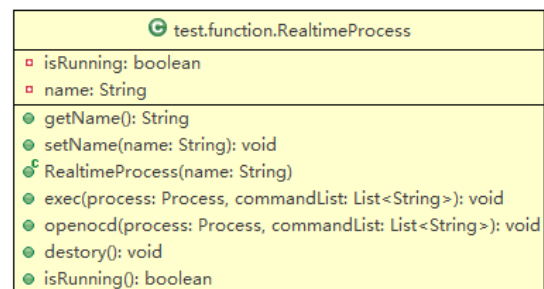 test.function.RealtimeProcess
isRunning: boolean
name: String
getName(): String
setName(name: String): void
RealtimeProcess(name: String)
exec(process: Process, commandList: List<String>): void
openocd(process: Process, commandList: List<String>): void
destory(): void
isRunning(): boolean